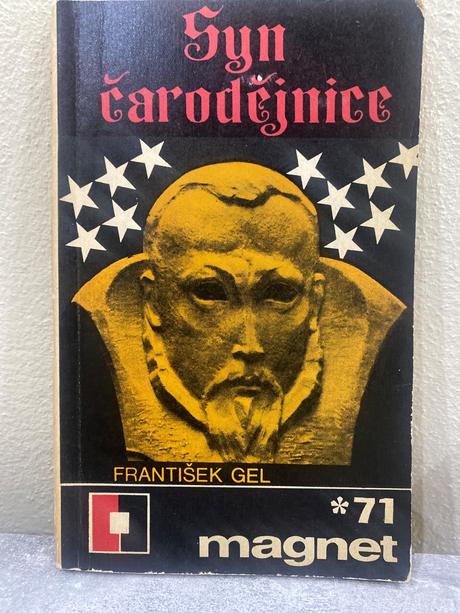 Syn
čarodějnice
FRANTIŠEK GEL
*71
magnet